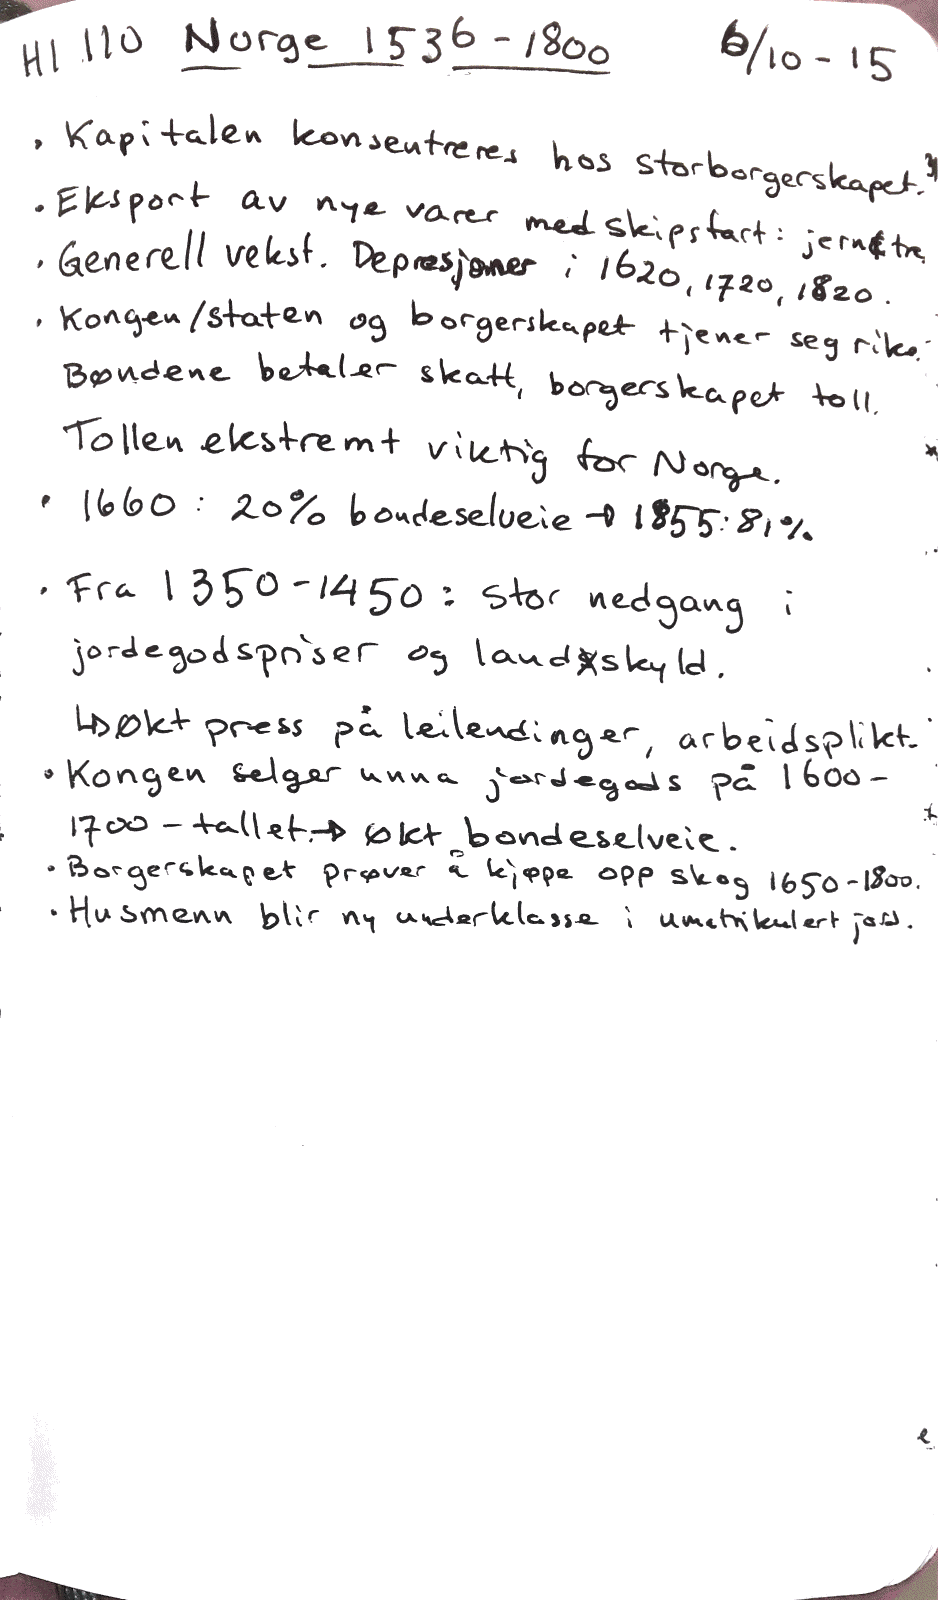 HI 110 Norge 1536-1800 6/10-15
• Kapitalen konsentreres hos storborgerskapet.
• Eksport av nye varer med skipsfart: jern & tre,
• Generell vekst. Depresjoner i 1620, 1720, 1820.
• Kongen/staten og borgerskapet tjener seg rike.
Bøndene betaler skatt, borgerskapet toll.
Tollen ekstremt viktig for Norge.
• 1660: 20% bondeselveie → 1855: 81%
• Fra 1350-1450: stor nedgang i
jordegodspriser og landskyld.
↳ Økt press på leilendinger, arbeidsplikt.
• Kongen selger unna jordegods på 1600-
1700-tallet. → økt bondeselveie.
• Borgerskapet prøver å kjøpe opp skog 1650-1800.
• Husmenn blir ny underklasse i umatrikulert jord.